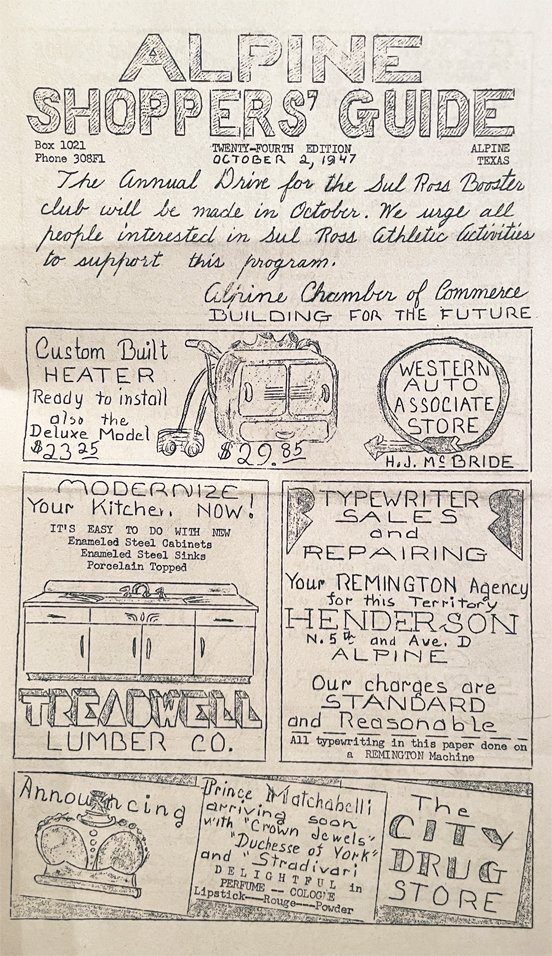 ALPINE
SHOPPERS' GUIDE
Box 1021
Phone 308F1
TWENTY-FOURTH EDITION
OCTOBER 2, 1947
ALPINE
TEXAS
The Annual Drive for the Sul Ross Booster
club will be made in October. We urge all
people interested in Sul Ross Athletic Activities
to support this program.
Alpine Chamber of Commerce
BUILDING FOR THE FUTURE
Custom Built
HEATER
Ready to install
also the
Deluxe Model
$23.25
$29.85
WESTERN
AUTO
ASSOCIATE
STORE
H.J. McBRIDE
MODERNIZE
Your Kitchen NOW!
IT'S EASY TO DO WITH NEW
Enameled Steel Cabinets
Enameled Steel Sinks
Porcelain Topped
TREADWELL
LUMBER CO.
TYPEWRITER
SALES
and
REPAIRING
Your REMINGTON Agency
for this Territory
HENDERSON
N. 5th and Ave. D
ALPINE
Our charges are
STANDARD
and Reasonable
All typewriting in this paper done on
a REMINGTON Machine
Announcing
Prince Matchabelli
arriving soon
with "Crown Jewels"
"Duchesse of York"
and "Stradivari
DELIGHTFUL in
PERFUME -- COLOGNE
Lipstick---Rouge---Powder
The
CITY
DRUG
STORE